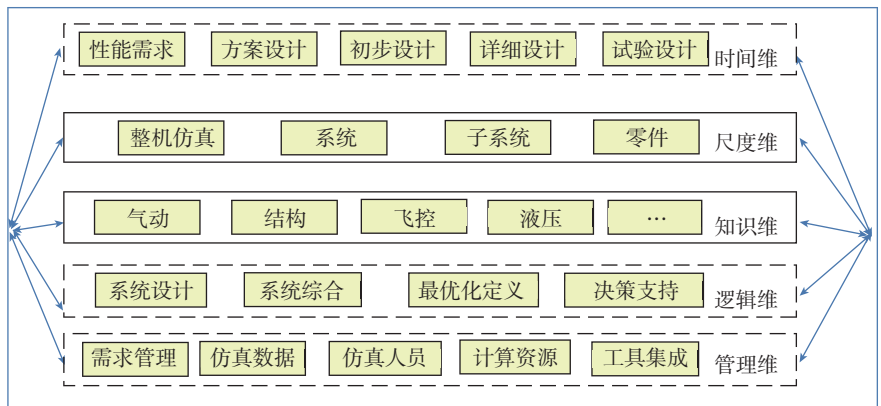 性能需求 方案设计 初步设计 详细设计 试验设计 时间维
整机仿真 系统 子系统 零件 尺度维
气动 结构 飞控 液压 … 知识维
系统设计 系统综合 最优化定义 决策支持 逻辑维
需求管理 仿真数据 仿真人员 计算资源 工具集成 管理维